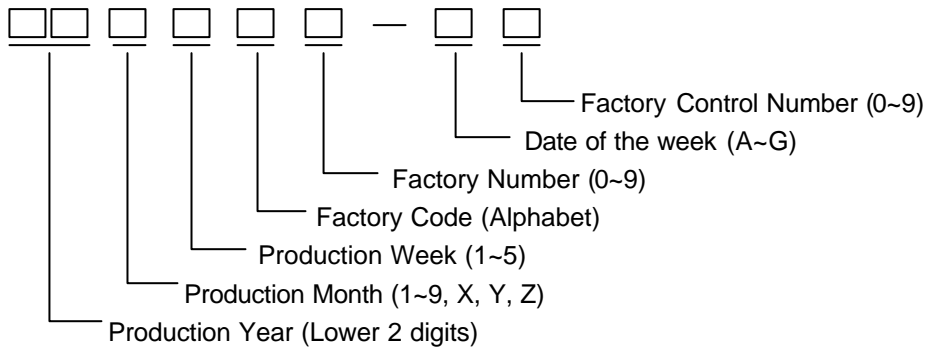 Factory Control Number (0~9)
Date of the week (A~G)
Factory Number (0~9)
Factory Code (Alphabet)
Production Week (1~5)
Production Month (1~9, X, Y, Z)
Production Year (Lower 2 digits)